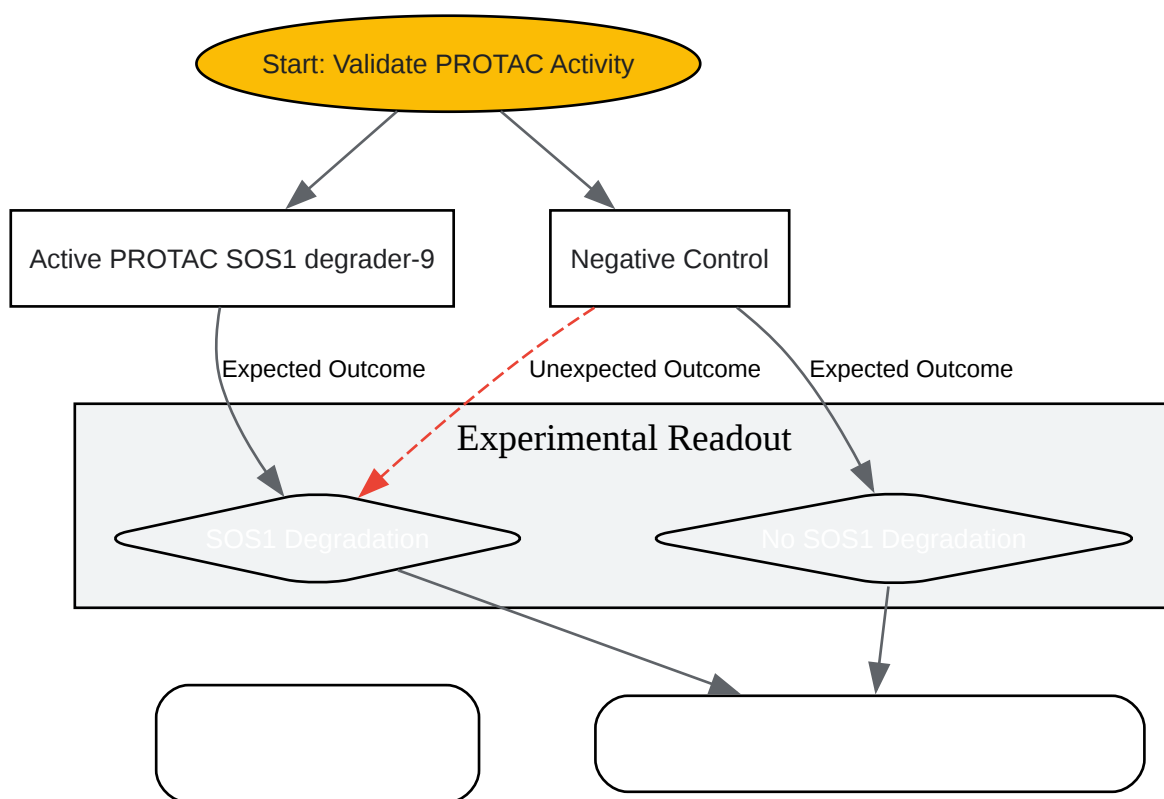 Start: Validate PROTAC Activity
Active PROTAC SOS1 degrader-9
Negative Control
Expected Outcome
Unexpected Outcome
Expected Outcome
Experimental Readout
SOS1 Degradation
No SOS1 Degradation